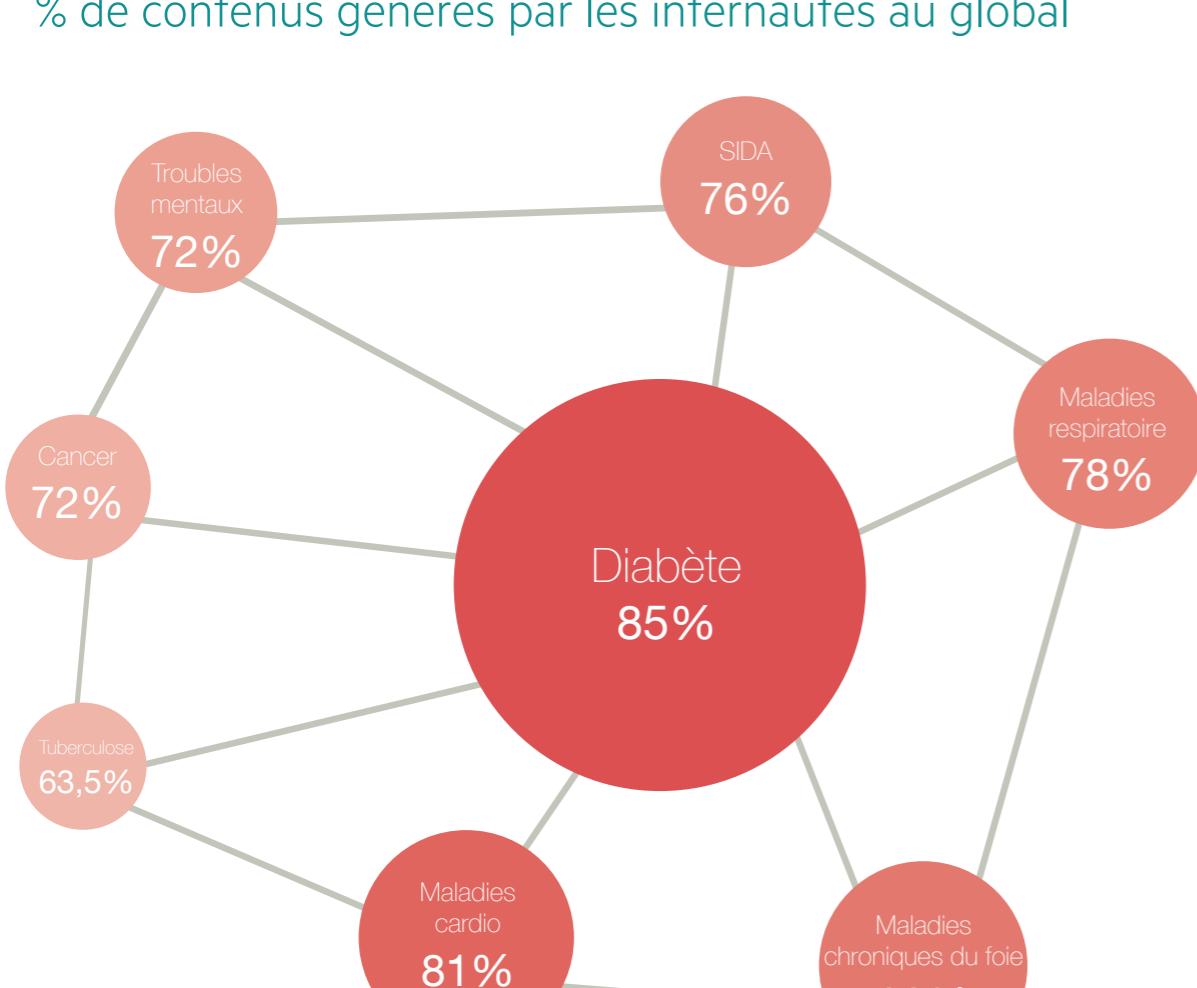 % de contenus générés par les internautes au global
SIDA
76%
Troubles
mentaux
72%
Maladies
respiratoire
78%
Cancer
72%
Diabète
85%
Tuberculose
63,5%
Maladies
cardio
81%
Maladies
chroniques du foie